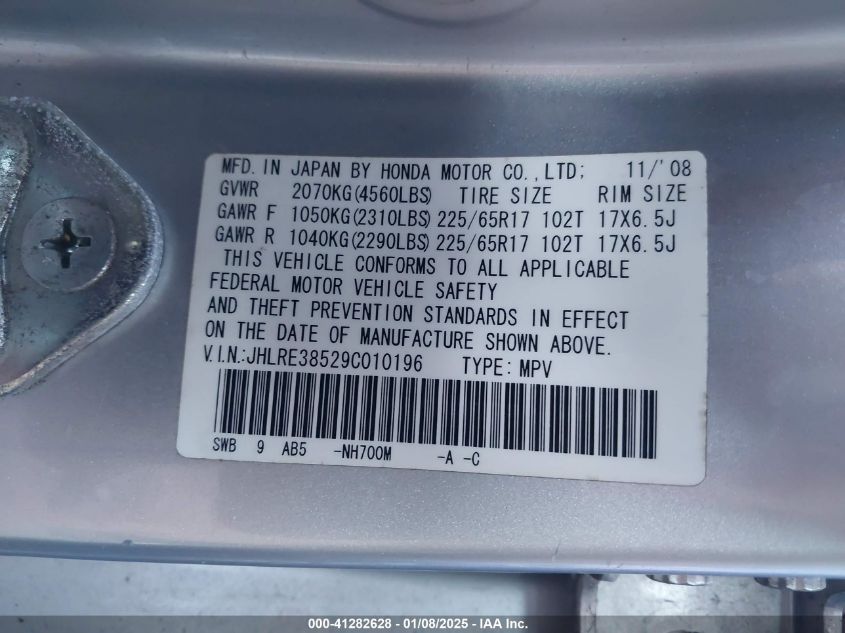 MFD. IN JAPAN BY HONDA MOTOR CO.,LTD; 11/'08
GVWR 2070KG(4560LBS) TIRE SIZE RIM SIZE
GAWR F 1050KG(2310LBS) 225/65R17 102T 17X6.5J
GAWR R 1040KG(2290LBS) 225/65R17 102T 17X6.5J
THIS VEHICLE CONFORMS TO ALL APPLICABLE
FEDERAL MOTOR VEHICLE SAFETY
AND THEFT PREVENTION STANDARDS IN EFFECT
ON THE DATE OF MANUFACTURE SHOWN ABOVE.
V.I.N.:JHLRE38529C010196 TYPE: MPV
SWB 9 AB5 -NH700M -A -C
000-41282628 - 01/08/2025 - IAA Inc.